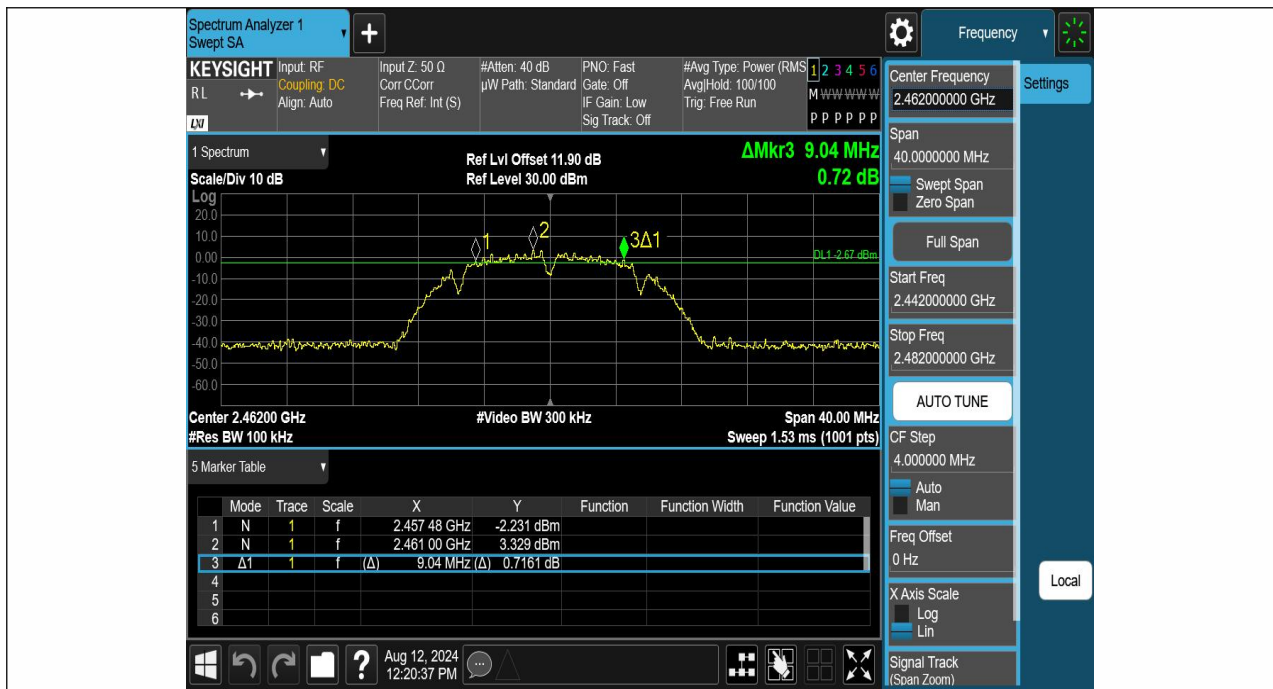 Spectrum Analyzer 1
Swept SA
+
Frequency
KEYSIGHT
RL
LXI
Input: RF
Coupling: DC
Align: Auto
Input Z: 50 Ω
Corr CCorr
Freq Ref: Int (S)
#Atten: 40 dB
µW Path: Standard
PNO: Fast
Gate: Off
IF Gain: Low
Sig Track: Off
#Avg Type: Power (RMS
Avg|Hold: 100/100
Trig: Free Run
1 2 3 4 5 6
M W W W W W
P P P P P P
Center Frequency
2.462000000 GHz
Settings
Span
40.0000000 MHz
Swept Span
Zero Span
Full Span
Start Freq
2.442000000 GHz
Stop Freq
2.482000000 GHz
AUTO TUNE
CF Step
4.000000 MHz
Auto
Man
Freq Offset
0 Hz
X Axis Scale
Log
Lin
Signal Track
(Span Zoom)
Local
1 Spectrum
Scale/Div 10 dB
Ref Lvl Offset 11.90 dB
Ref Level 30.00 dBm
ΔMkr3 9.04 MHz
0.72 dB
Log
20.0
10.0
0.00
-10.0
-20.0
-30.0
-40.0
-50.0
-60.0
1
2
3Δ1
DL1 -2.67 dBm
Center 2.46200 GHz
#Video BW 300 kHz
Span 40.00 MHz
#Res BW 100 kHz
Sweep 1.53 ms (1001 pts)
5 Marker Table
Mode Trace Scale X Y Function Function Width Function Value
1 N 1 f 2.457 48 GHz -2.231 dBm
2 N 1 f 2.461 00 GHz 3.329 dBm
3 Δ1 1 f (Δ) 9.04 MHz (Δ) 0.7161 dB
4
5
6
?
Aug 12, 2024
12:20:37 PM